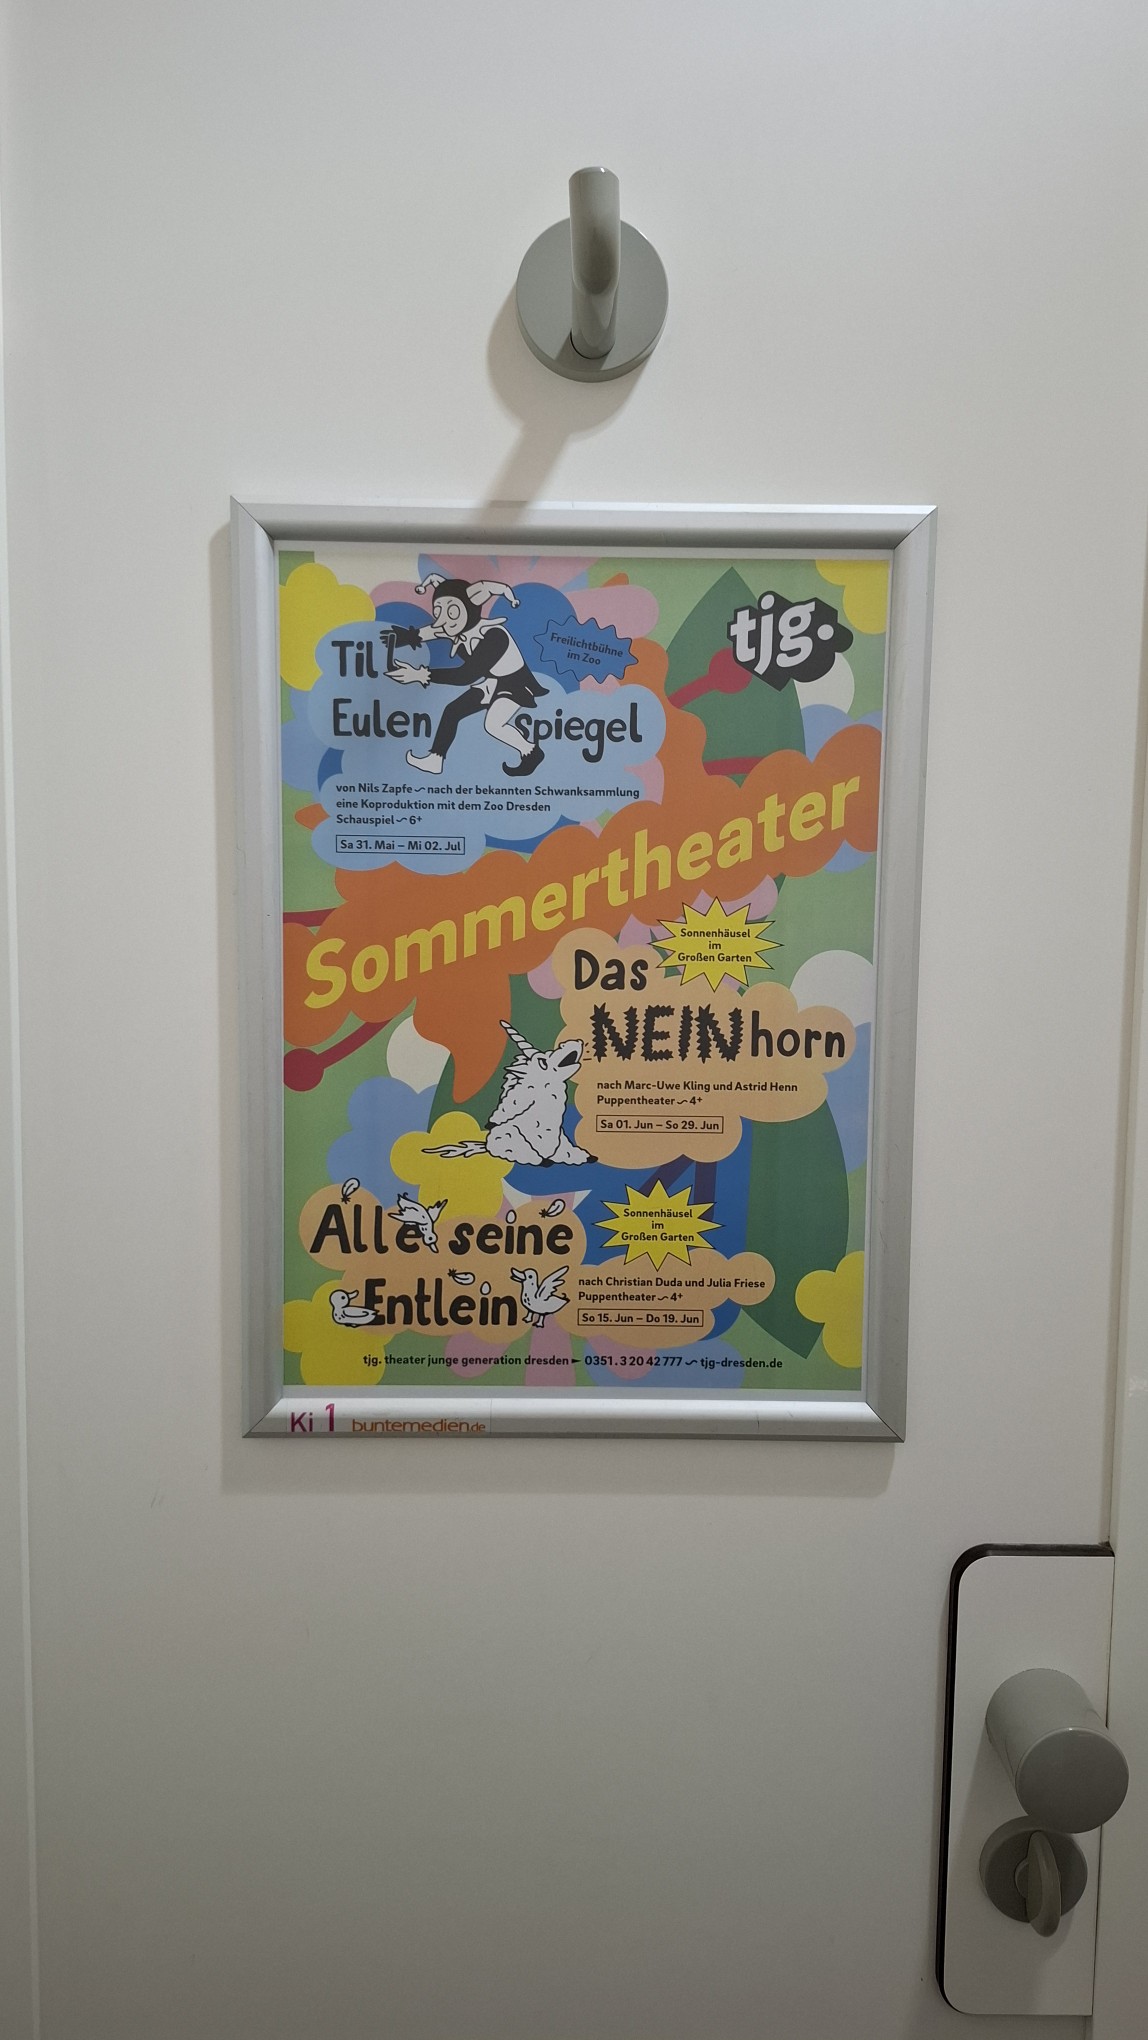 Till
Freilichtbühne
im Zoo
tjg.
Eulenspiegel
von Nils Zapfe ~ nach der bekannten Schwanksammlung
eine Koproduktion mit dem Zoo Dresden
Schauspiel ~ 6+
Sa 31. Mai – Mi 02. Jul
Sommertheater
Sonnenhäusel
im
Großen Garten
Das
NEINhorn
nach Marc-Uwe Kling und Astrid Henn
Puppentheater ~ 4+
Sa 01. Jun – So 29. Jun
Alle seine
Entlein
Sonnenhäusel
im
Großen Garten
nach Christian Duda und Julia Friese
Puppentheater ~ 4+
So 15. Jun – Do 19. Jun
tjg. theater junge generation dresden ► 0351.3 20 42 777 ~ tjg-dresden.de
Ki 1 buntemedien.de